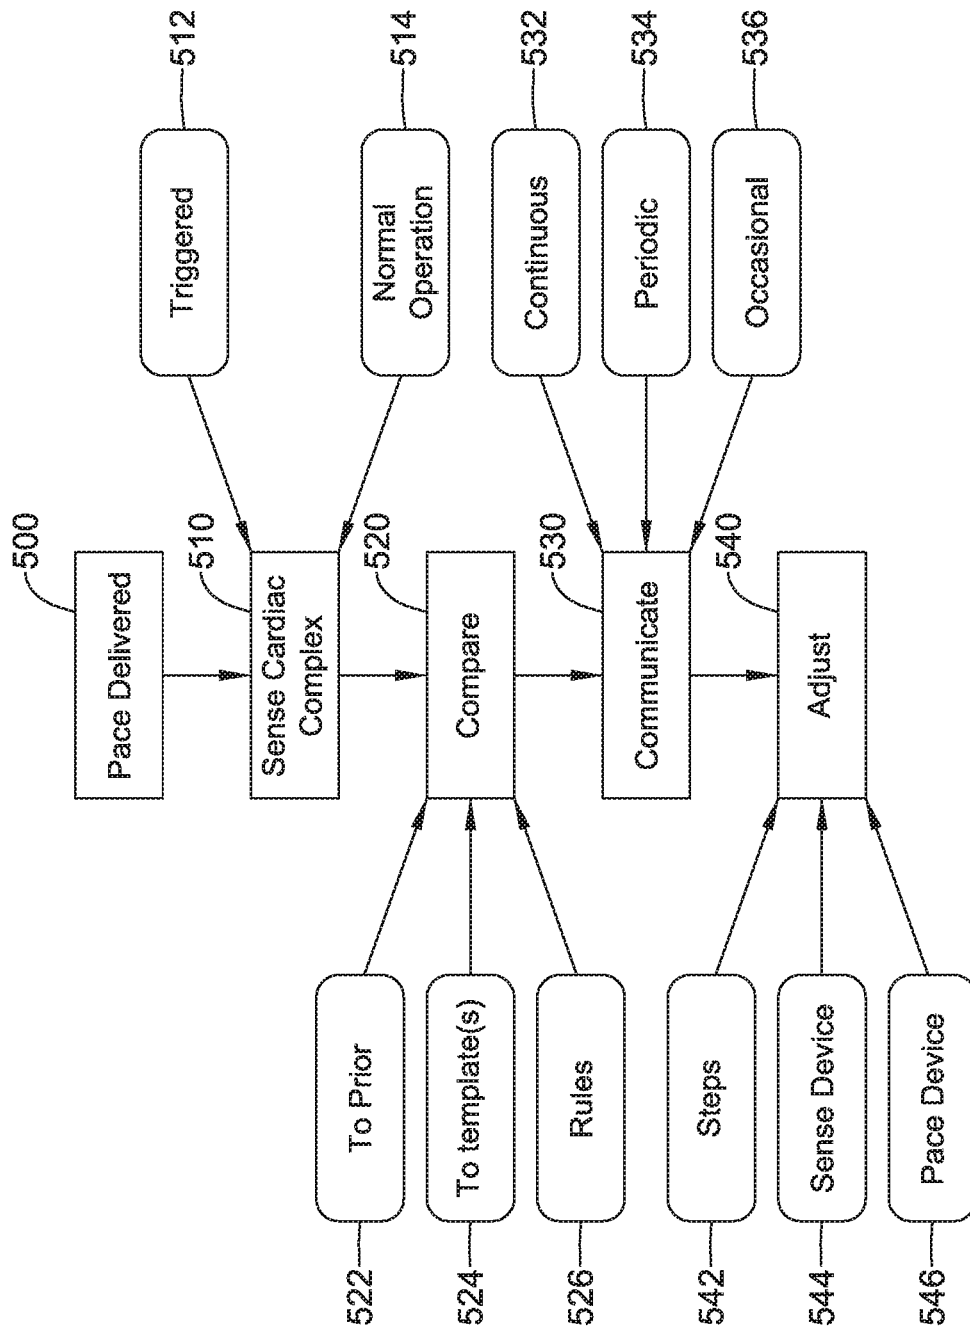 500
Pace Delivered
512
Triggered
510
Sense Cardiac
Complex
514
Normal
Operation
522
To Prior
520
Compare
524
To template(s)
526
Rules
532
Continuous
530
Communicate
534
Periodic
536
Occasional
542
Steps
540
Adjust
544
Sense Device
546
Pace Device